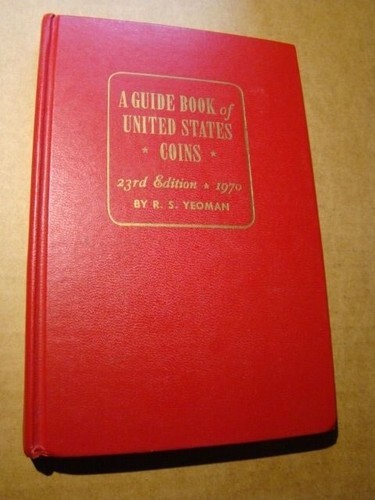 A GUIDE BOOK of
UNITED STATES
★ COINS ★
23rd Edition ★ 1970
BY R. S. YEOMAN